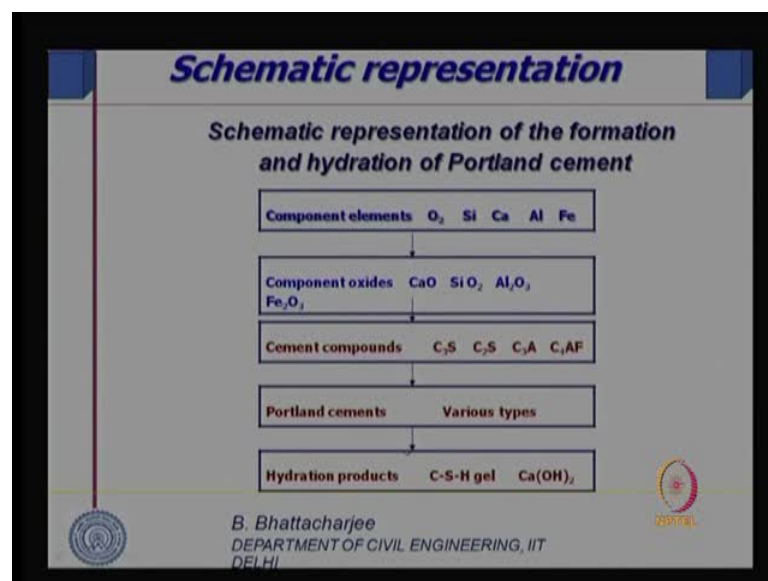 Schematic representation
Schematic representation of the formation
and hydration of Portland cement
Component elements O₂ Si Ca Al Fe
Component oxides CaO SiO₂ Al₂O₃
Fe₂O₃
Cement compounds C₃S C₂S C₃A C₄AF
Portland cements Various types
Hydration products C-S-H gel Ca(OH)₂
B. Bhattacharjee
DEPARTMENT OF CIVIL ENGINEERING, IIT
DELHI
NPTEL